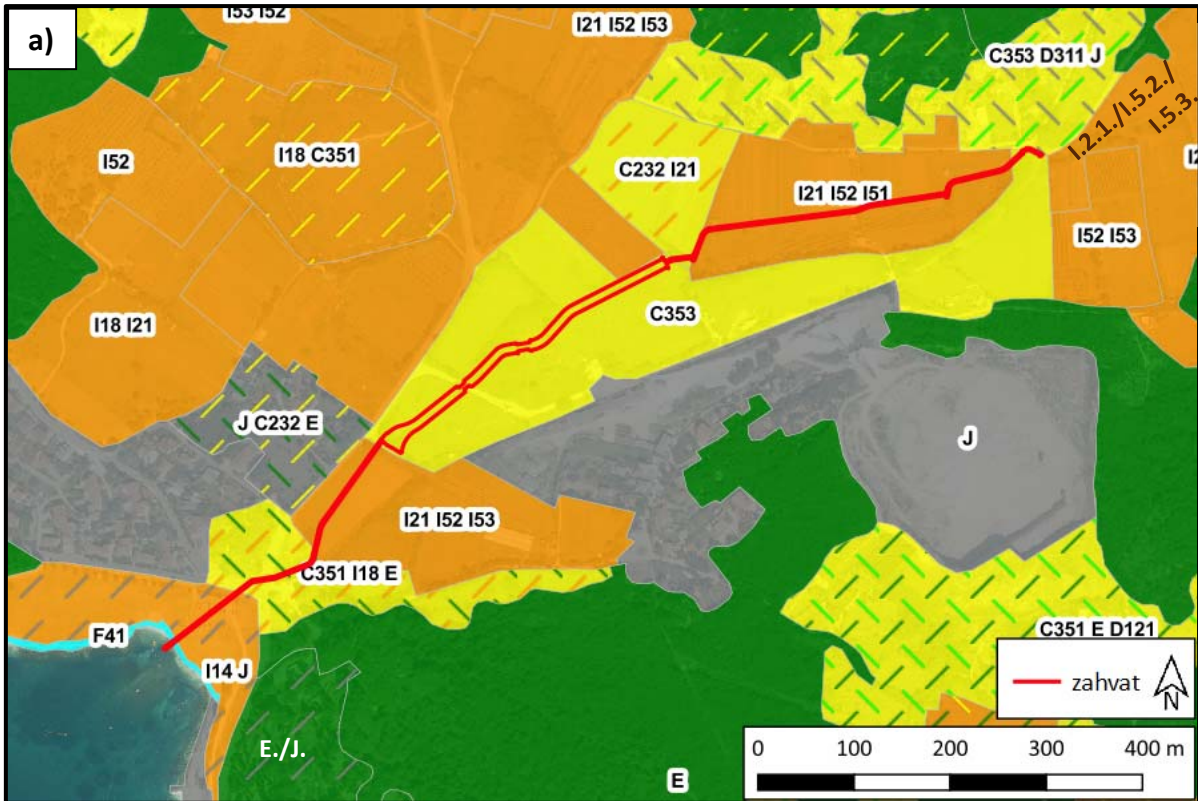 a)
I53 I52
I21 I52 I53
C353 D311 J
I.2.1./I.5.2./
I.5.3.
I52
I18 C351
C232 I21
I21 I52 I51
I2
I52 I53
I18 I21
C353
J C232 E
J
I21 I52 I53
C351 I18 E
F41
I14 J
C351 E D121
zahvat
N
E./J.
E
0 100 200 300 400 m